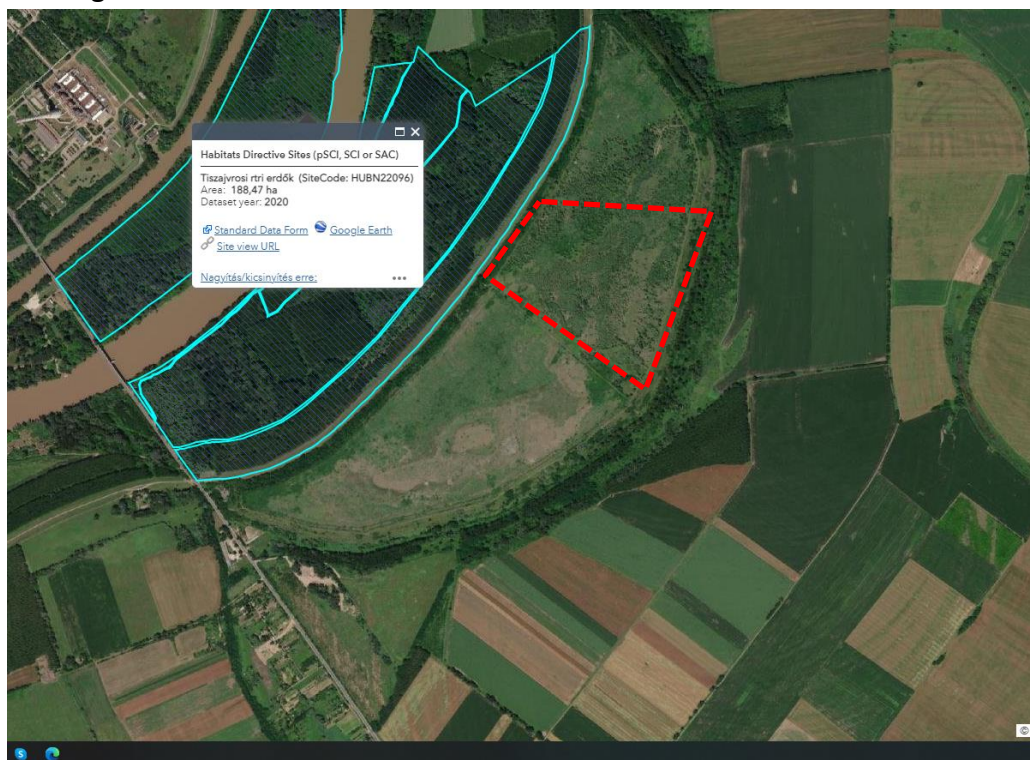 Habitats Directive Sites (pSCI, SCI or SAC)
Tiszajvrosi rtri erdők (SiteCode: HUBN22096)
Area: 188,47 ha
Dataset year: 2020
Standard Data Form Google Earth
Site view URL
Nagyítás/kicsinyítés erre:
©